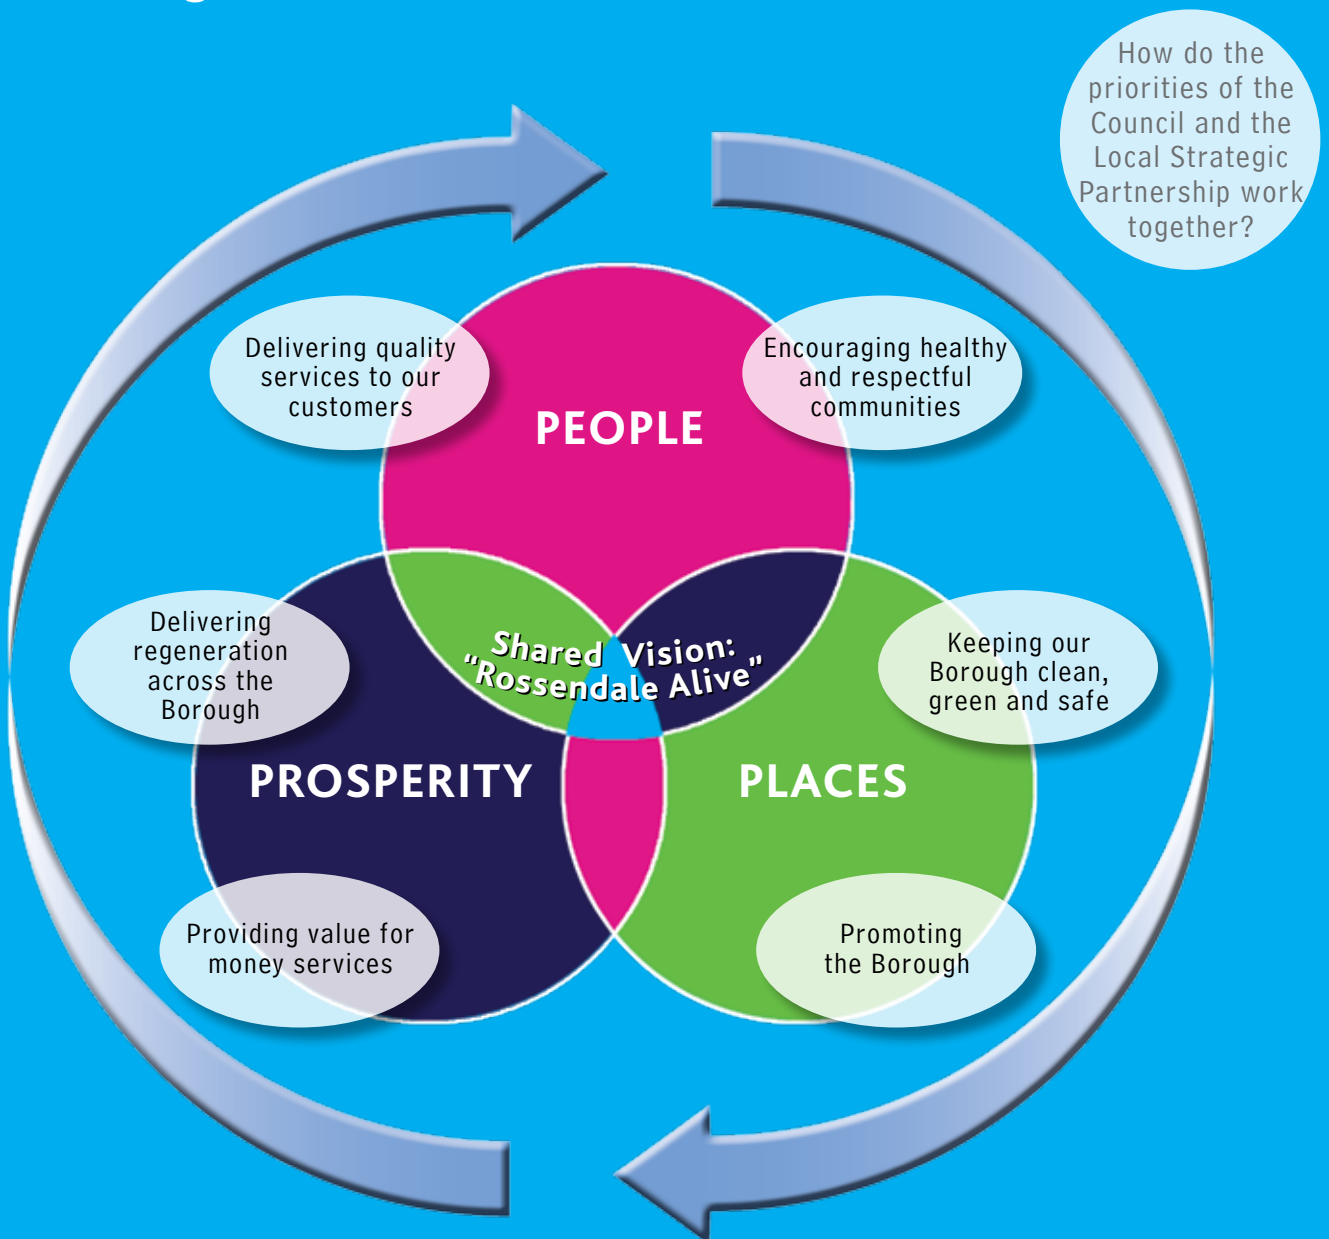 How do the
priorities of the
Council and the
Local Strategic
Partnership work
together?
Delivering quality
services to our
customers
Encouraging healthy
and respectful
communities
PEOPLE
Delivering
regeneration
across the
Borough
Shared Vision:
"Rossendale Alive"
Keeping our
Borough clean,
green and safe
PROSPERITY
PLACES
Providing value for
money services
Promoting
the Borough